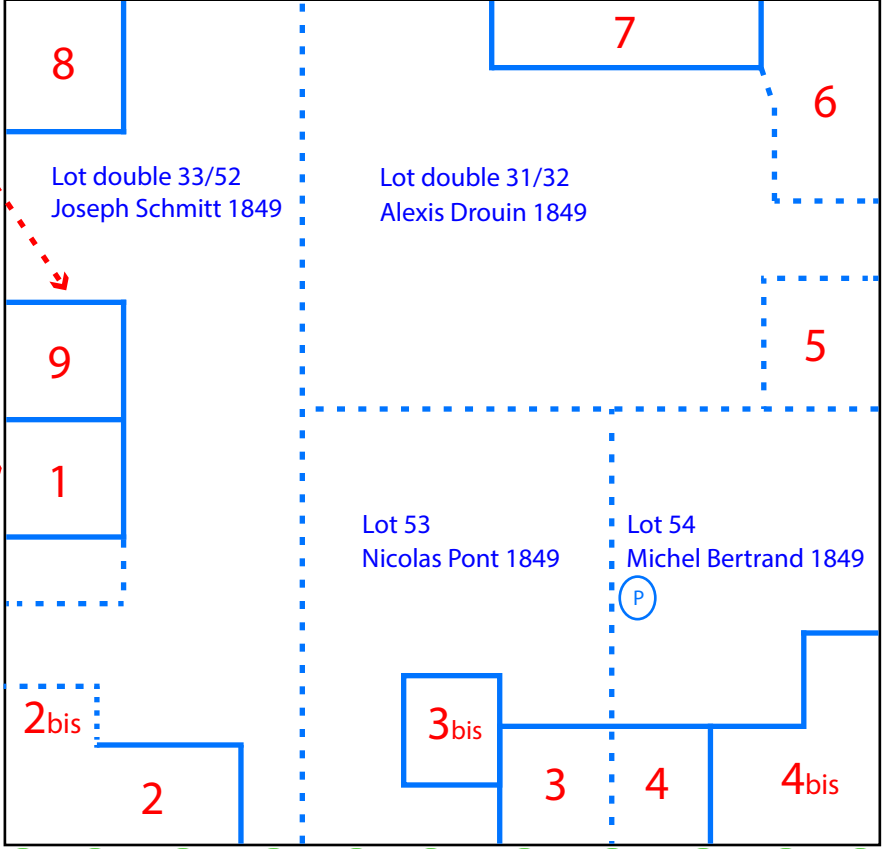 7
8
6
Lot double 33/52
Joseph Schmitt 1849
Lot double 31/32
Alexis Drouin 1849
9
5
1
Lot 53
Nicolas Pont 1849
Lot 54
Michel Bertrand 1849
P
2bis
3bis
2
3
4
4bis